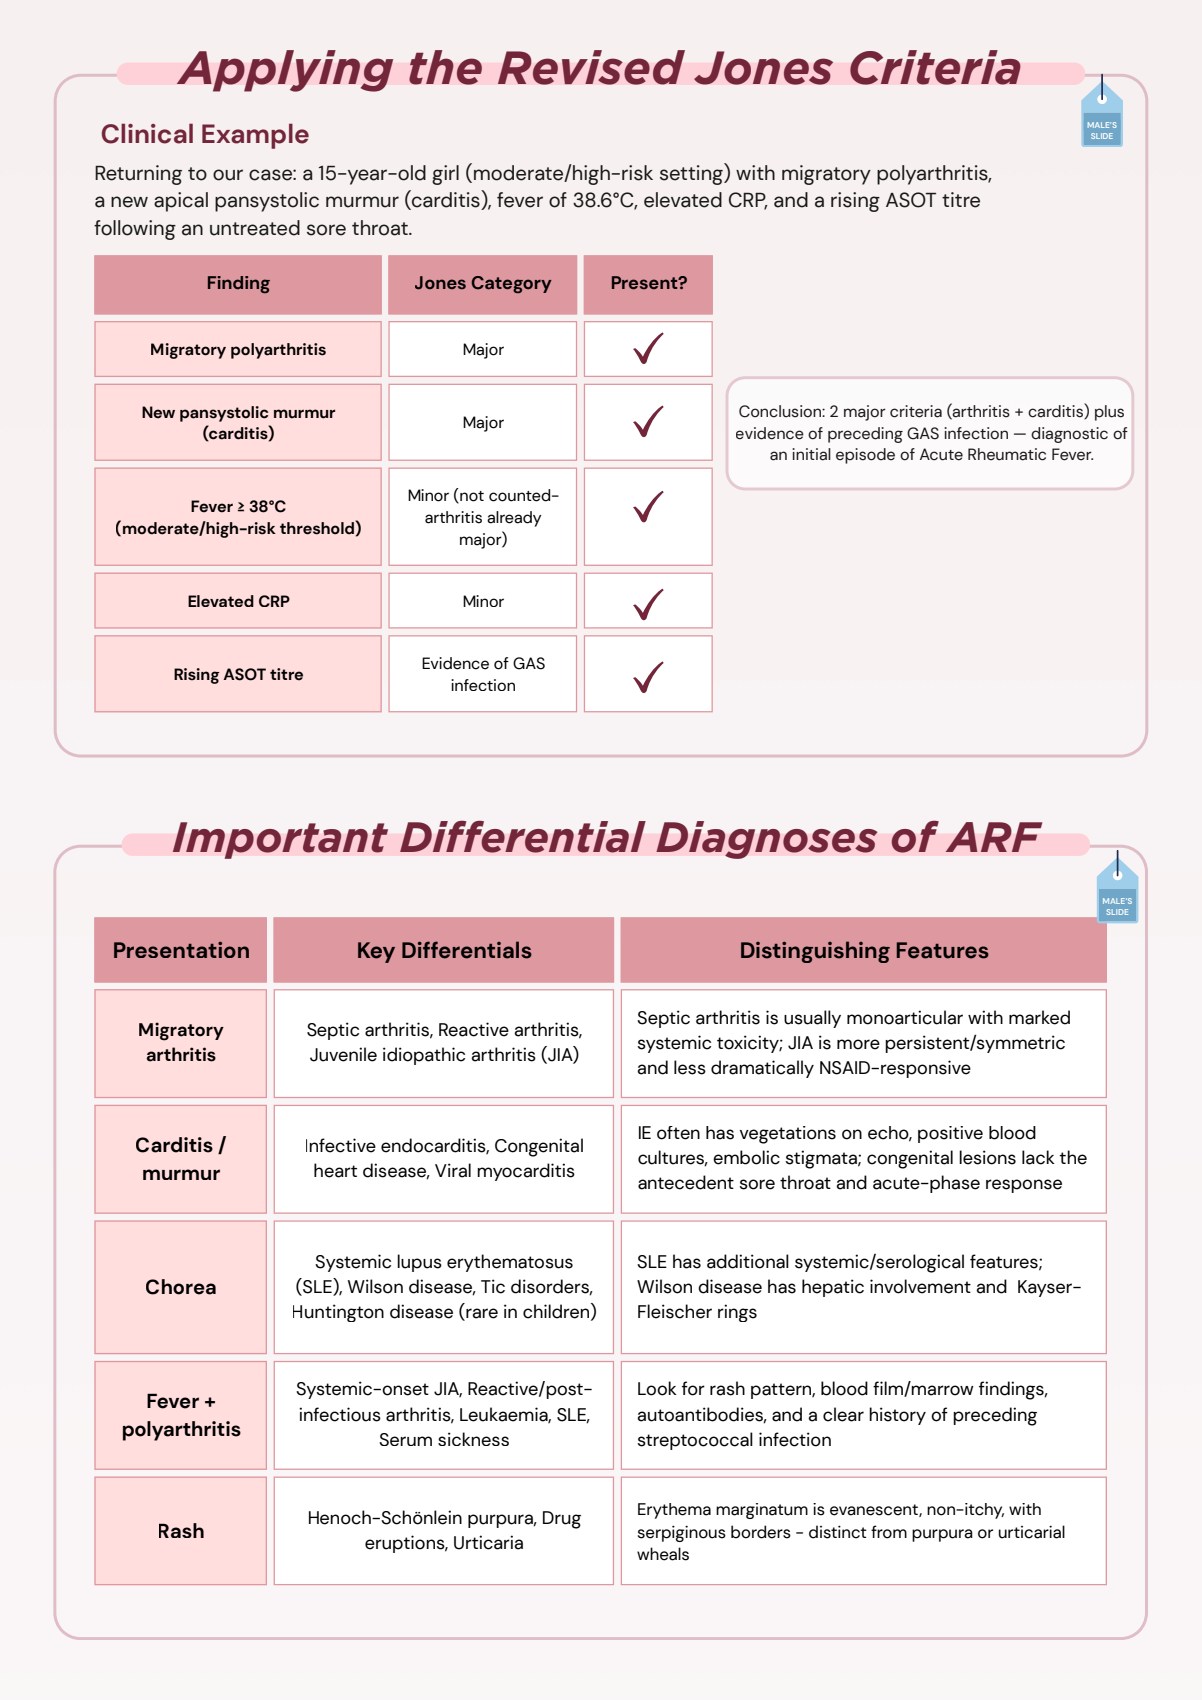 Applying the Revised Jones Criteria
MALE'S
SLIDE
Clinical Example
Returning to our case: a 15-year-old girl (moderate/high-risk setting) with migratory polyarthritis,
a new apical pansystolic murmur (carditis), fever of 38.6°C, elevated CRP, and a rising ASOT titre
following an untreated sore throat.
Finding
Jones Category
Present?
Migratory polyarthritis
Major
✓
New pansystolic murmur
(carditis)
Major
✓
Fever ≥ 38°C
(moderate/high-risk threshold)
Minor (not counted-
arthritis already
major)
✓
Elevated CRP
Minor
✓
Rising ASOT titre
Evidence of GAS
infection
✓
Conclusion: 2 major criteria (arthritis + carditis) plus
evidence of preceding GAS infection — diagnostic of
an initial episode of Acute Rheumatic Fever.
Important Differential Diagnoses of ARF
MALE'S
SLIDE
Presentation
Key Differentials
Distinguishing Features
Migratory
arthritis
Septic arthritis, Reactive arthritis,
Juvenile idiopathic arthritis (JIA)
Septic arthritis is usually monoarticular with marked
systemic toxicity; JIA is more persistent/symmetric
and less dramatically NSAID-responsive
Carditis /
murmur
Infective endocarditis, Congenital
heart disease, Viral myocarditis
IE often has vegetations on echo, positive blood
cultures, embolic stigmata; congenital lesions lack the
antecedent sore throat and acute-phase response
Chorea
Systemic lupus erythematosus
(SLE), Wilson disease, Tic disorders,
Huntington disease (rare in children)
SLE has additional systemic/serological features;
Wilson disease has hepatic involvement and Kayser-
Fleischer rings
Fever +
polyarthritis
Systemic-onset JIA, Reactive/post-
infectious arthritis, Leukaemia, SLE,
Serum sickness
Look for rash pattern, blood film/marrow findings,
autoantibodies, and a clear history of preceding
streptococcal infection
Rash
Henoch-Schönlein purpura, Drug
eruptions, Urticaria
Erythema marginatum is evanescent, non-itchy, with
serpiginous borders - distinct from purpura or urticarial
wheals